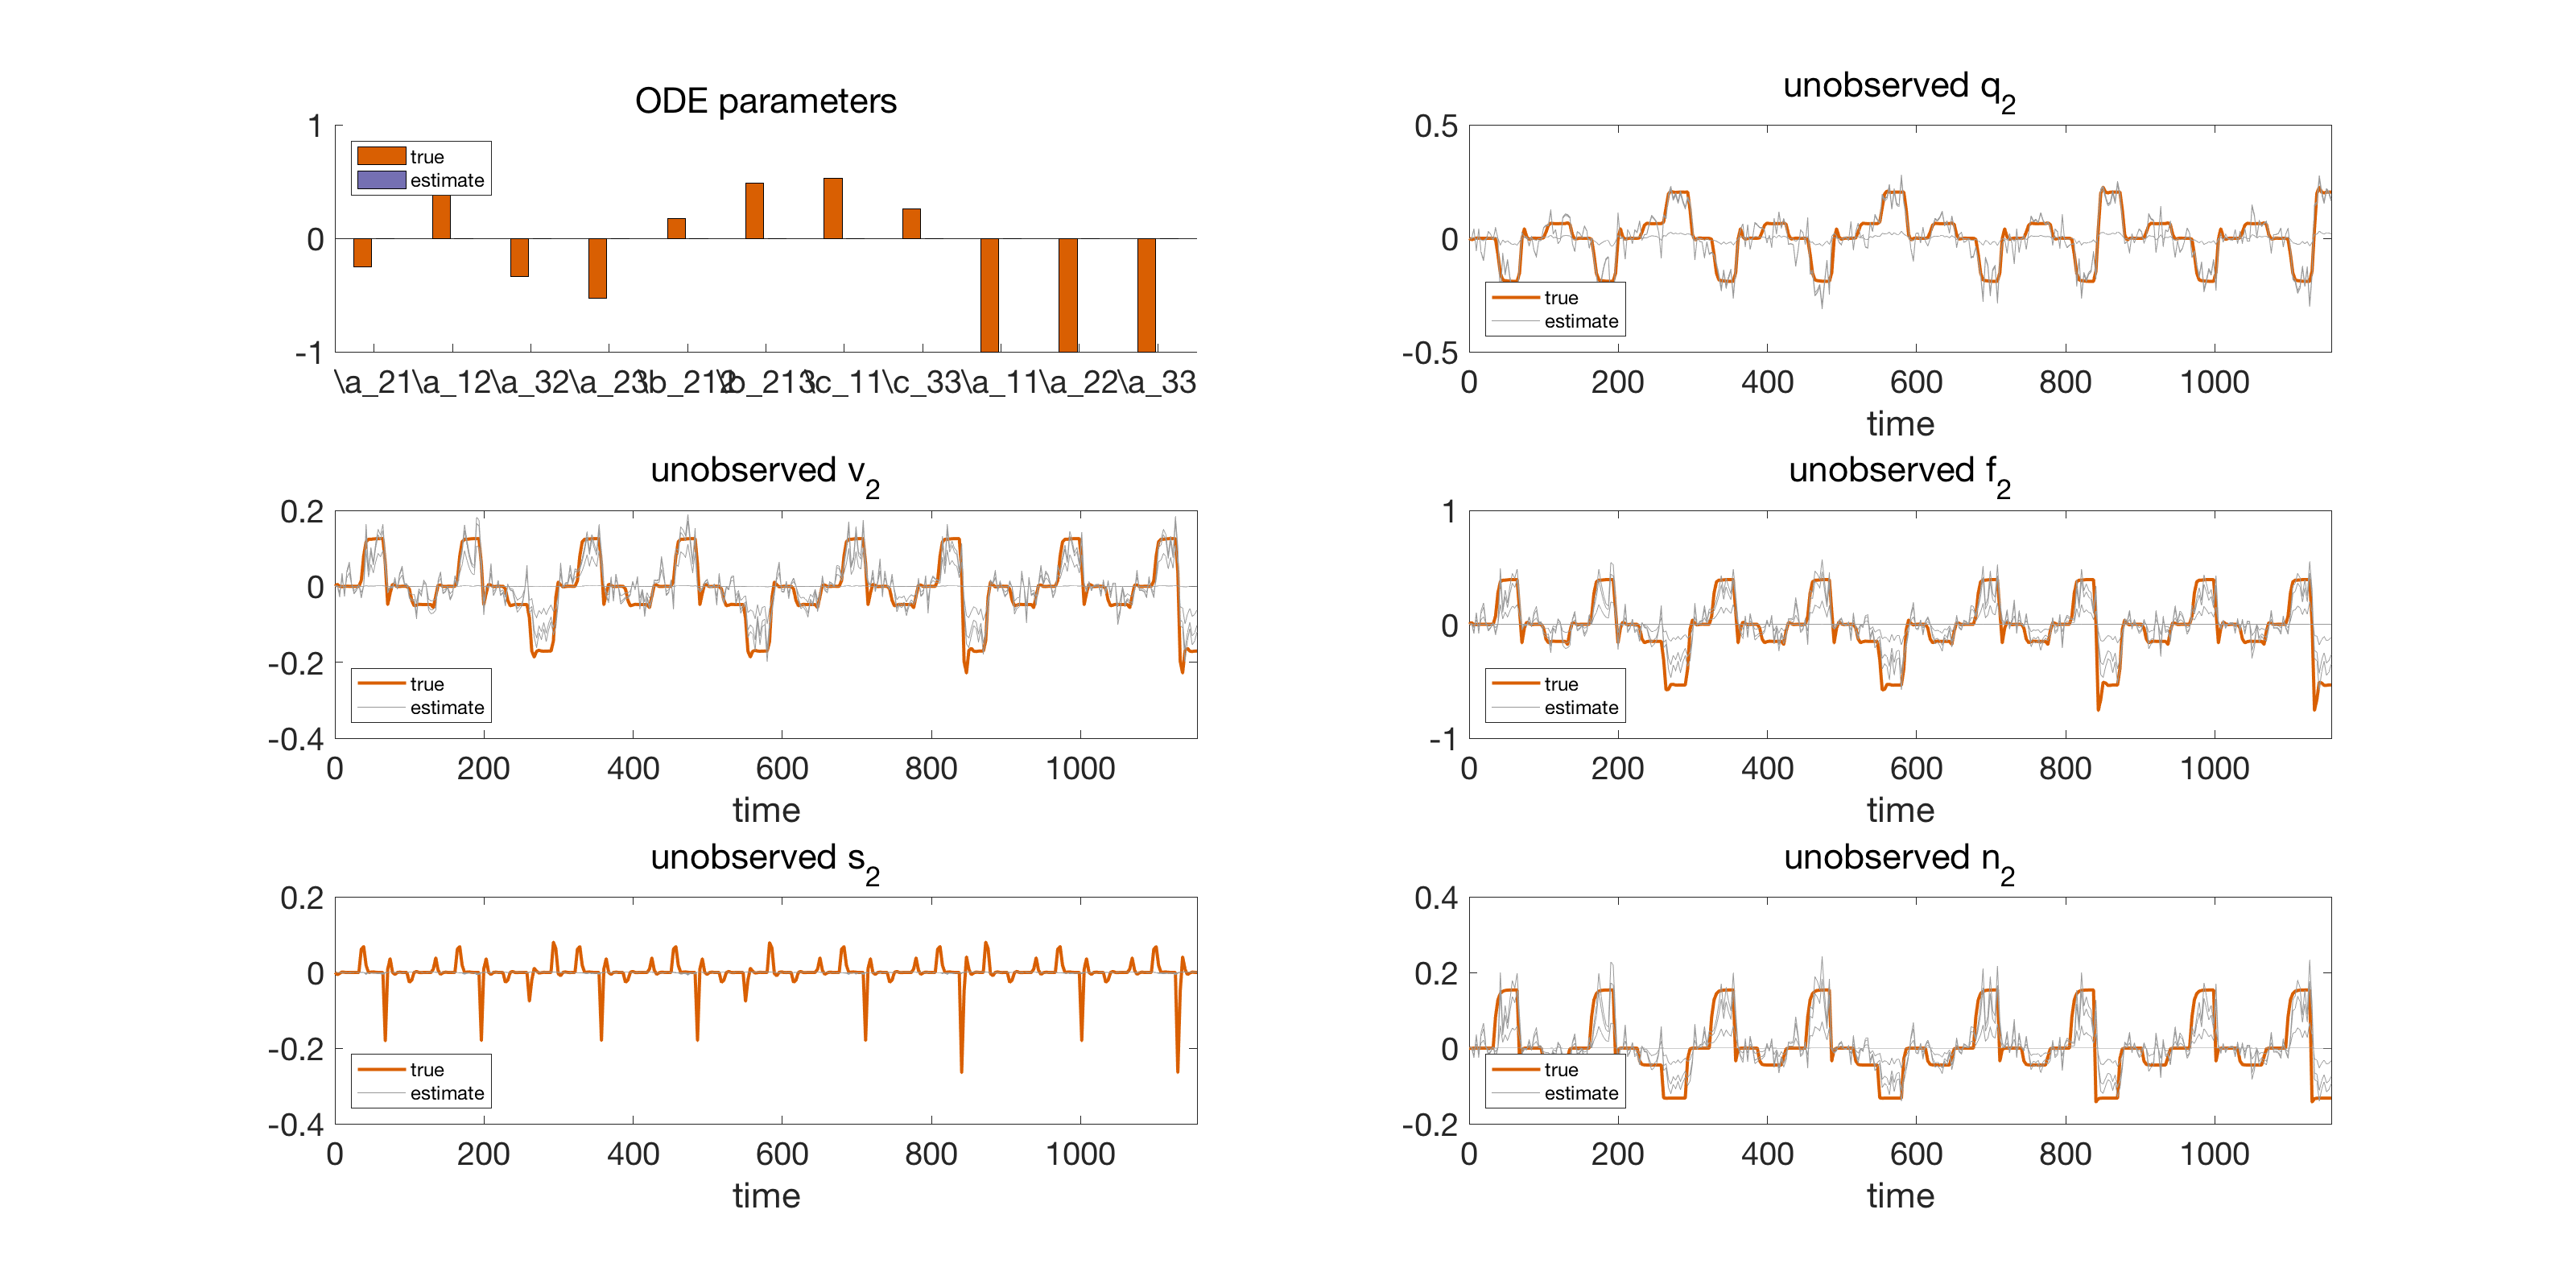 ODE parameters
1
0
-1
true
estimate
\a_21 \a_12 \a_32 \a_23 \b_212 \b_213 \c_11 \c_33 \a_11 \a_22 \a_33
unobserved q2
0.5
0
-0.5
true
estimate
0 200 400 600 800 1000
time
unobserved v2
0.2
0
-0.2
-0.4
true
estimate
0 200 400 600 800 1000
time
unobserved f2
1
0
-1
true
estimate
0 200 400 600 800 1000
time
unobserved s2
0.2
0
-0.2
-0.4
true
estimate
0 200 400 600 800 1000
time
unobserved n2
0.4
0.2
0
-0.2
true
estimate
0 200 400 600 800 1000
time